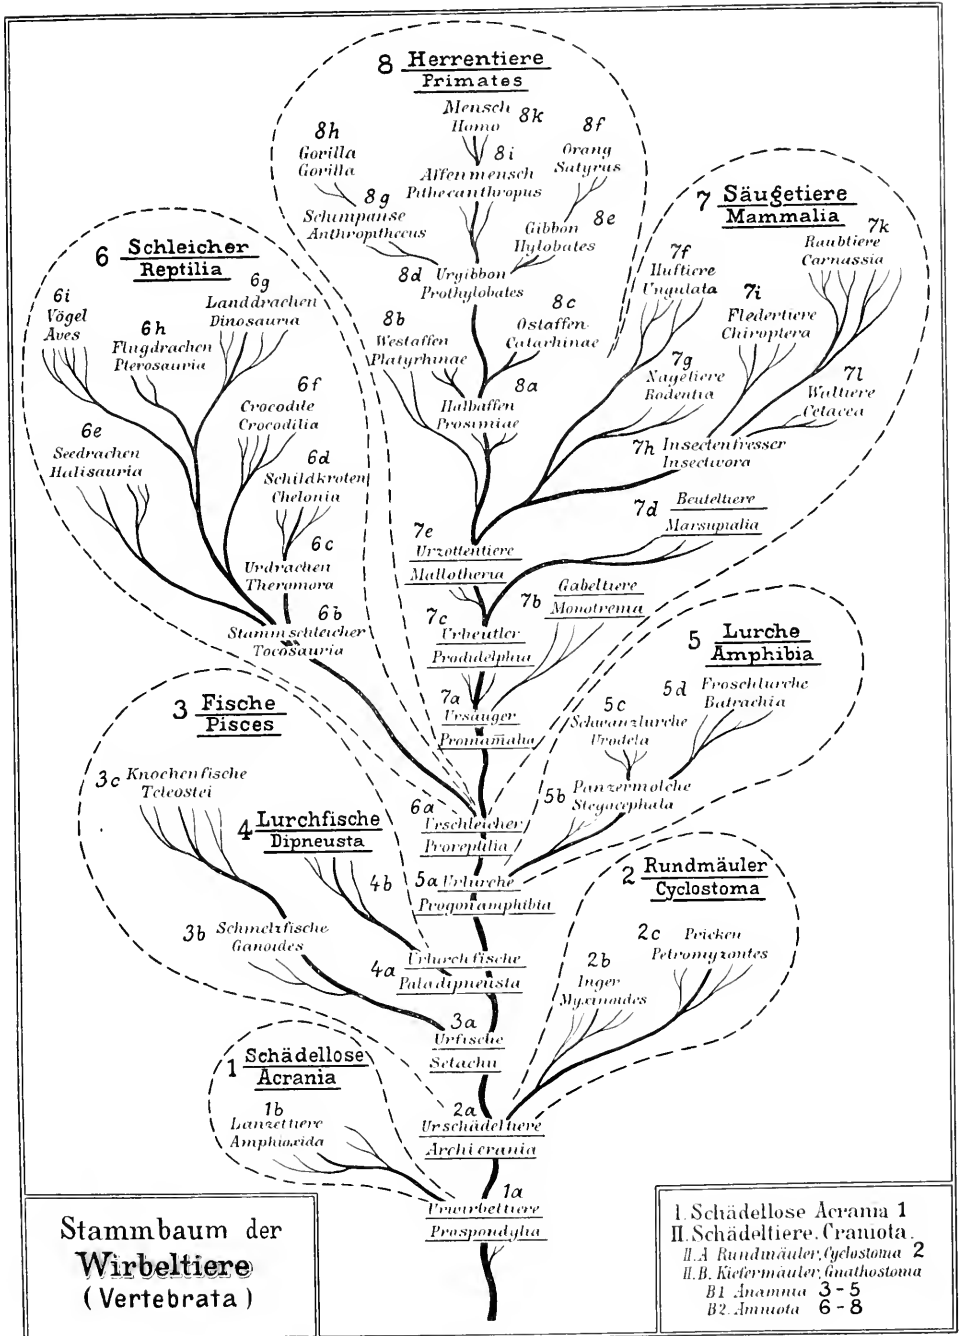 8 Herrentiere
Primates
Mensch
Homo
8k
8h
Gorilla
Gorilla
8f
Orang
Satyrus
8i
Affenmensch
Pithecanthropus
8g
Schimpanse
Anthropithecus
8e
Gibbon
Hylobates
8d Urgibbon
Prothylobates
8b
Westaffen
Platyrhinae
8c
Ostaffen
Catarhinae
8a
Halbaffen
Prosimiae
7 Säugetiere
Mammalia
7k
Raubtiere
Carnassia
7f
Huftiere
Ungulata
7i
Fledertiere
Chiroptera
7g
Nagetiere
Rodentia
7l
Waltiere
Cetacea
7h Insectenfresser
Insectivora
7d
Beuteltiere
Marsupialia
7e
Urzottentiere
Mallotheria
7b
Gabeltiere
Monotrema
7c
Urbeutler
Produlelphia
7a
Ursäuger
Promam̄alia
6 Schleicher
Reptilia
6i
Vögel
Aves
6g
Landdrachen
Dinosauria
6h
Flugdrachen
Pterosauria
6f
Crocodile
Crocodilia
6e
Seedrachen
Halisauria
6d
Schildkroten
Chelonia
6c
Urdrachen
Theromora
6b
Stammschleicher
Tocosauria
6a
Urschleicher
Proreptilia
5 Lurche
Amphibia
5d
Froschlurche
Batrachia
5c
Schwanzlurche
Urodela
5b
Panzermolche
Stegocephala
5a Urlurche
Progonamphibia
3 Fische
Pisces
3c Knochenfische
Teleostei
4 Lurchfische
Dipneusta
4b
3b Schmelzfische
Ganoides
4a
Urlurchfische
Paladipneusta
3a
Urfische
Selachii
2 Rundmäuler
Cyclostoma
2c
Pricken
Petromyzontes
2b
Inger
Myxinoides
2a
Urschädeltiere
Archicrania
1 Schädellose
Acrania
1b
Lanzettiere
Amphioxida
1a
Urwirbeltiere
Prospondylia
Stammbaum der
Wirbeltiere
(Vertebrata)
I. Schädellose Acrania 1
II. Schädeltiere. Craniota.
II.A Rundmäuler, Cyclostoma 2
II.B. Kiefermäuler, Gnathostoma
B1 Anamnia 3-5
B2. Amniota 6-8